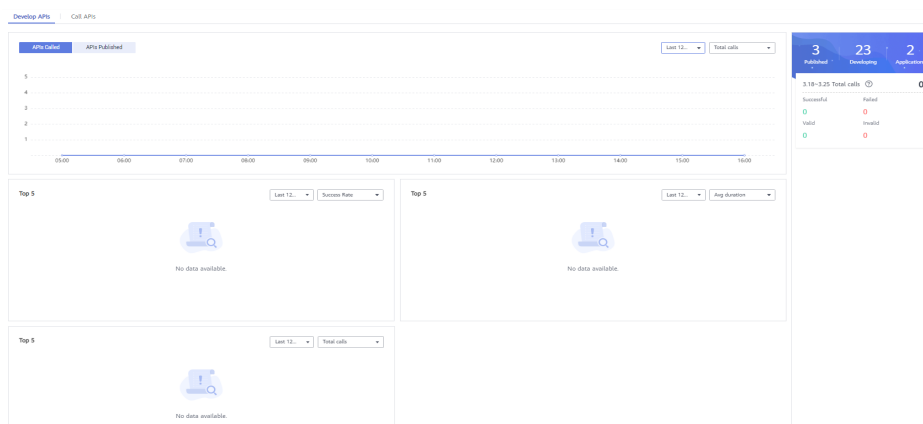 Develop APIs Call APIs
APIs Called APIs Published Last 12... Total calls
5
4
3
2
1
05:00 06:00 07:00 08:00 09:00 10:00 11:00 12:00 13:00 14:00 15:00 16:00
3 23 2
Published Developing Application
3.18~3.25 Total calls ? 0
Successful Failed
0 0
Valid Invalid
0 0
Top 5 Last 12... Success Rate
No data available.
Top 5 Last 12... Avg duration
No data available.
Top 5 Last 12... Total calls
No data available.